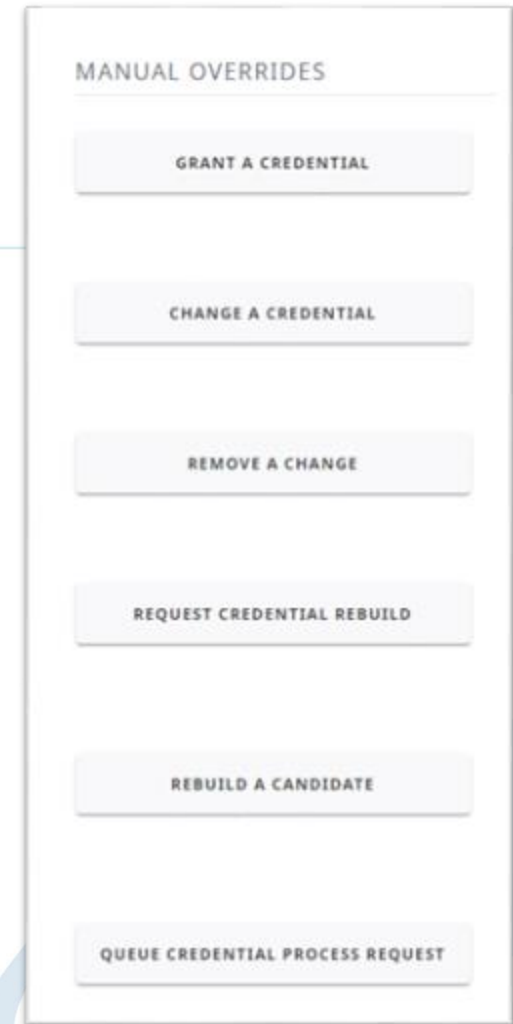 MANUAL OVERRIDES
GRANT A CREDENTIAL
CHANGE A CREDENTIAL
REMOVE A CHANGE
REQUEST CREDENTIAL REBUILD
REBUILD A CANDIDATE
QUEUE CREDENTIAL PROCESS REQUEST